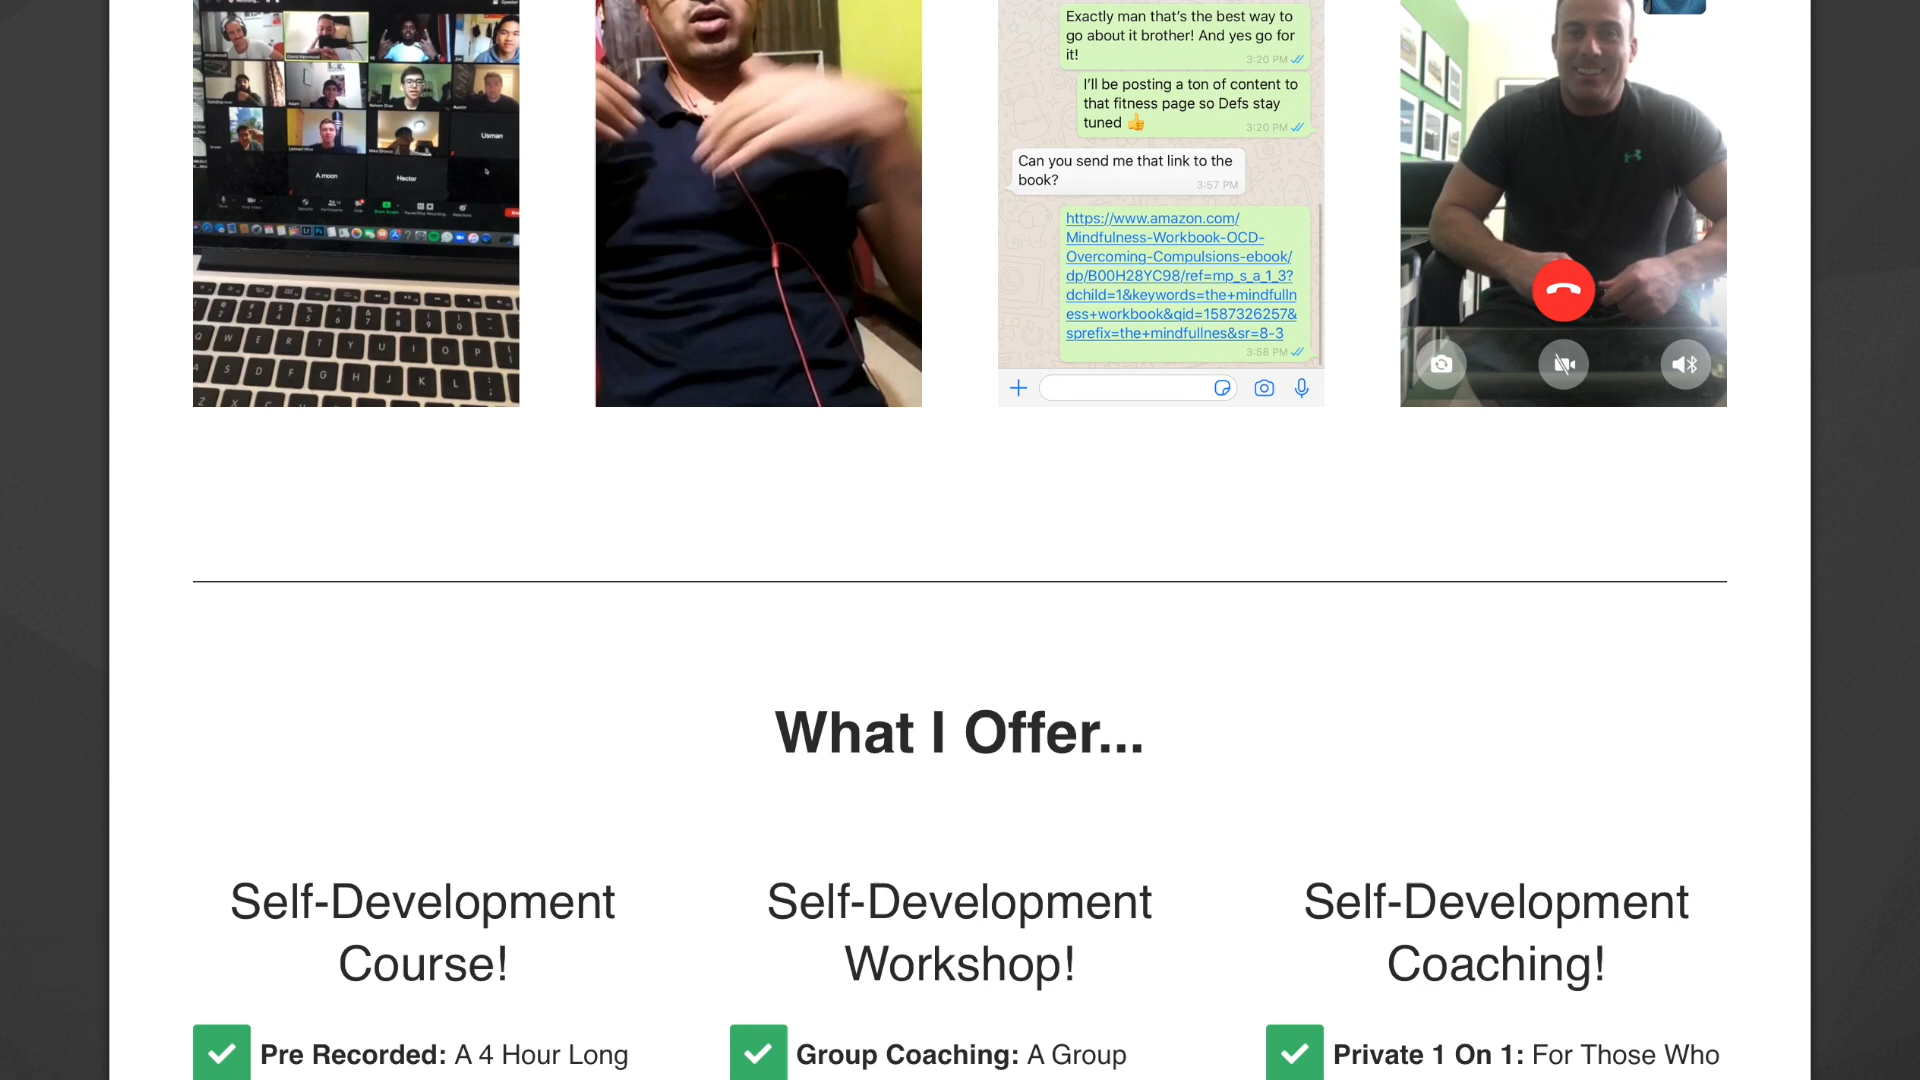 Exactly man that's the best way to
go about it brother! And yes go for
it!
3:20 PM
I'll be posting a ton of content to
that fitness page so Defs stay
tuned 👍
3:20 PM
Can you send me that link to the
book?
3:57 PM
https://www.amazon.com/
Mindfulness-Workbook-OCD-
Overcoming-Compulsions-ebook/
dp/B00H28YC98/ref=mp_s_a_1_3?
dchild=1&keywords=the+mindfulln
ess+workbook&qid=1587326257&
sprefix=the+mindfullnes&sr=8-3
3:58 PM
Usman
A.moon
Hector
What I Offer...
Self-Development
Course!
Self-Development
Workshop!
Self-Development
Coaching!
Pre Recorded: A 4 Hour Long
Group Coaching: A Group
Private 1 On 1: For Those Who